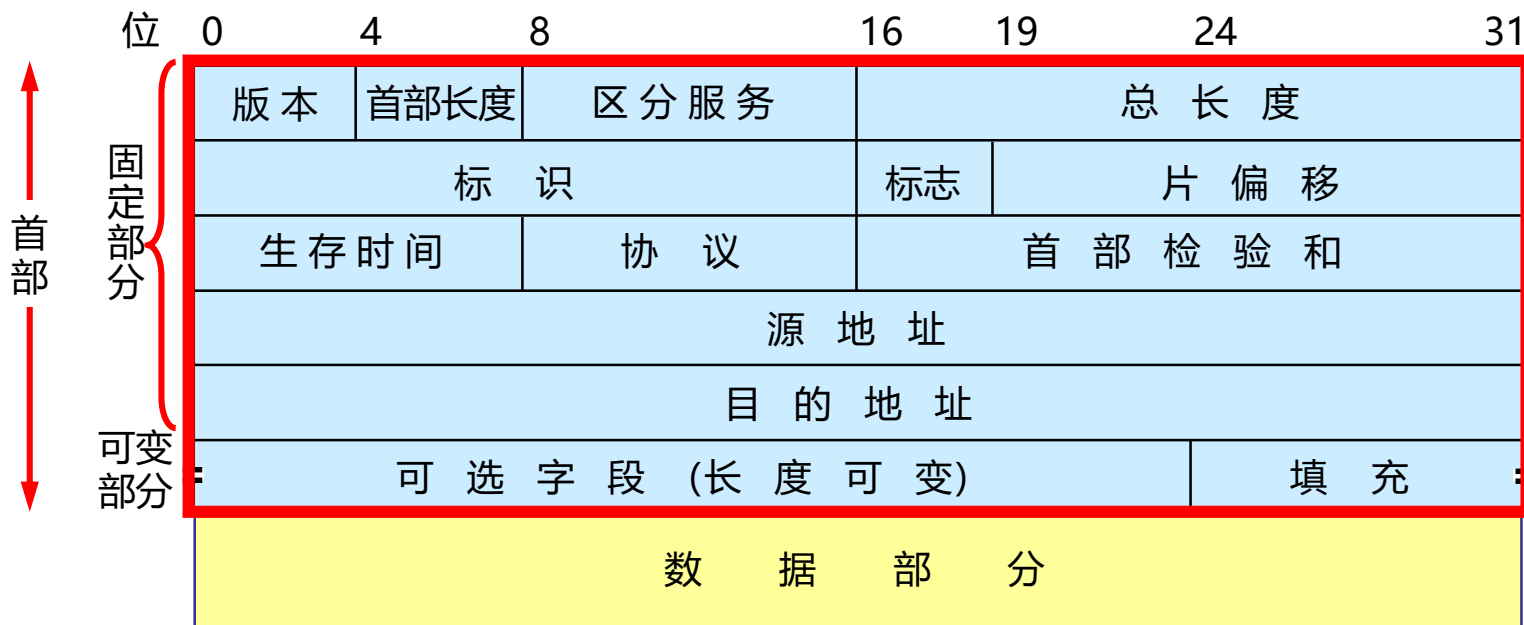 位 0 4 8 16 19 24 31
版本 首部长度 区分服务 总长度
标识 标志 片偏移
生存时间 协议 首部检验和
源地址
目的地址
可选字段 (长度可变) 填充
数据部分
首部
固定部分
可变
部分